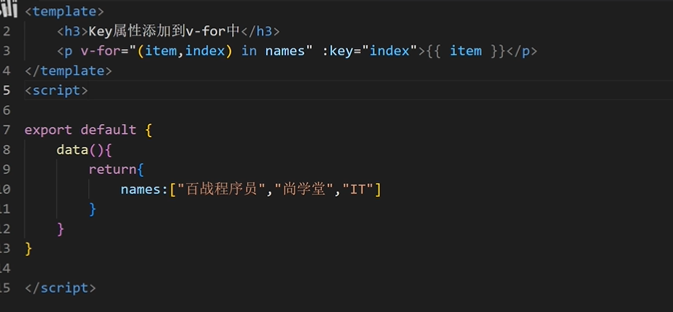 <template>
2 <h3>Key属性添加到v-for中</h3>
3 <p v-for="(item,index) in names" :key="index">{{ item }}</p>
4 </template>
5 <script>
6
7 export default {
8 data(){
9 return{
10 names:["百战程序员","尚学堂","IT"]
11 }
12 }
13 }
14
15 </script>